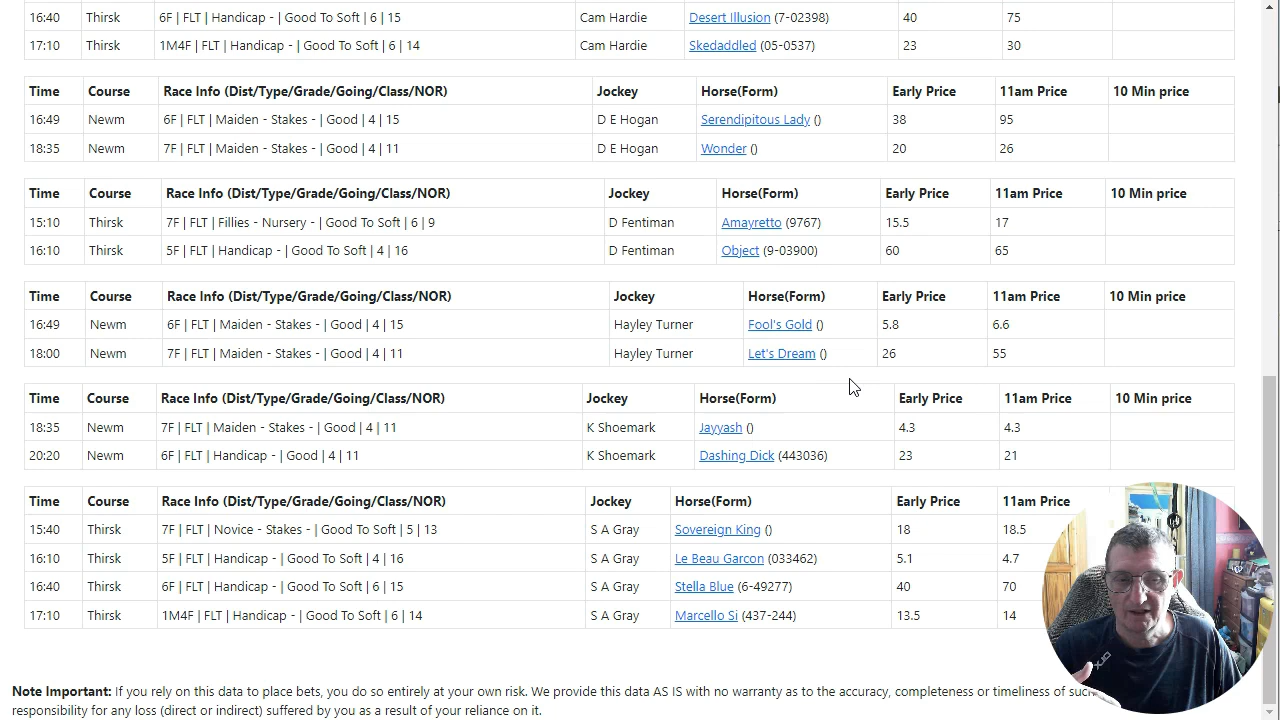 16:40 Thirsk 6F | FLT | Handicap - | Good To Soft | 6 | 15 Cam Hardie Desert Illusion (7-02398) 40 75
17:10 Thirsk 1M4F | FLT | Handicap - | Good To Soft | 6 | 14 Cam Hardie Skedaddled (05-0537) 23 30
Time Course Race Info (Dist/Type/Grade/Going/Class/NOR) Jockey Horse(Form) Early Price 11am Price 10 Min price
16:49 Newm 6F | FLT | Maiden - Stakes - | Good | 4 | 15 D E Hogan Serendipitous Lady () 38 95
18:35 Newm 7F | FLT | Maiden - Stakes - | Good | 4 | 11 D E Hogan Wonder () 20 26
Time Course Race Info (Dist/Type/Grade/Going/Class/NOR) Jockey Horse(Form) Early Price 11am Price 10 Min price
15:10 Thirsk 7F | FLT | Fillies - Nursery - | Good To Soft | 6 | 9 D Fentiman Amayretto (9767) 15.5 17
16:10 Thirsk 5F | FLT | Handicap - | Good To Soft | 4 | 16 D Fentiman Object (9-03900) 60 65
Time Course Race Info (Dist/Type/Grade/Going/Class/NOR) Jockey Horse(Form) Early Price 11am Price 10 Min price
16:49 Newm 6F | FLT | Maiden - Stakes - | Good | 4 | 15 Hayley Turner Fool's Gold () 5.8 6.6
18:00 Newm 7F | FLT | Maiden - Stakes - | Good | 4 | 11 Hayley Turner Let's Dream () 26 55
Time Course Race Info (Dist/Type/Grade/Going/Class/NOR) Jockey Horse(Form) Early Price 11am Price 10 Min price
18:35 Newm 7F | FLT | Maiden - Stakes - | Good | 4 | 11 K Shoemark Jayyash () 4.3 4.3
20:20 Newm 6F | FLT | Handicap - | Good | 4 | 11 K Shoemark Dashing Dick (443036) 23 21
Time Course Race Info (Dist/Type/Grade/Going/Class/NOR) Jockey Horse(Form) Early Price 11am Price
15:40 Thirsk 7F | FLT | Novice - Stakes - | Good To Soft | 5 | 13 S A Gray Sovereign King () 18 18.5
16:10 Thirsk 5F | FLT | Handicap - | Good To Soft | 4 | 16 S A Gray Le Beau Garcon (033462) 5.1 4.7
16:40 Thirsk 6F | FLT | Handicap - | Good To Soft | 6 | 15 S A Gray Stella Blue (6-49277) 40 70
17:10 Thirsk 1M4F | FLT | Handicap - | Good To Soft | 6 | 14 S A Gray Marcello Si (437-244) 13.5 14
Note Important: If you rely on this data to place bets, you do so entirely at your own risk. We provide this data AS IS with no warranty as to the accuracy, completeness or timeliness of such
responsibility for any loss (direct or indirect) suffered by you as a result of your reliance on it.